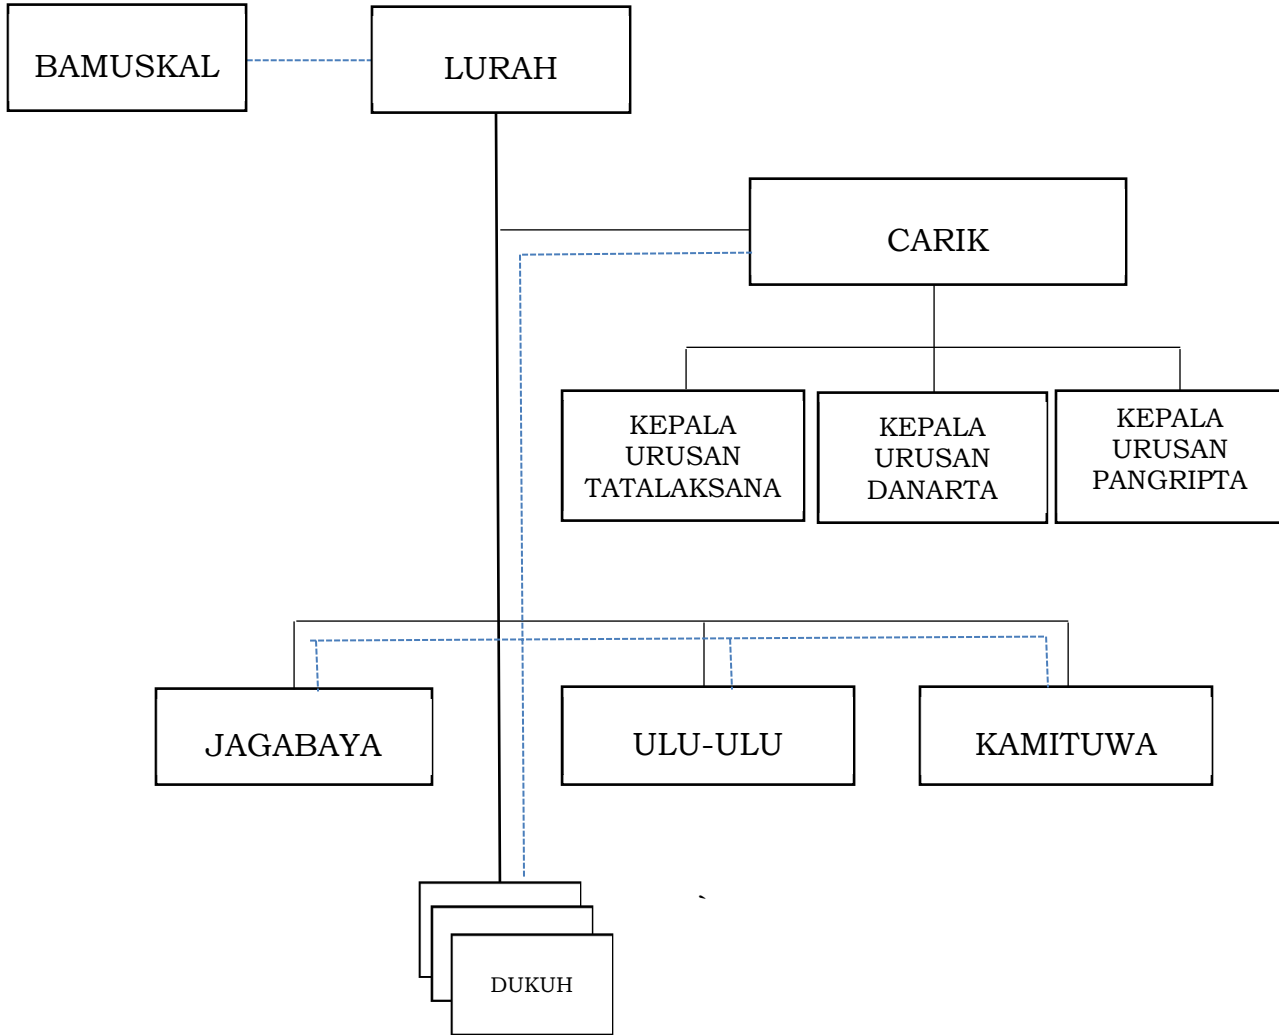 BAMUSKAL
LURAH
CARIK
KEPALA
URUSAN
TATALAKSANA
KEPALA
URUSAN
DANARTA
KEPALA
URUSAN
PANGRIPTA
JAGABAYA
ULU-ULU
KAMITUWA
`
DUKUH